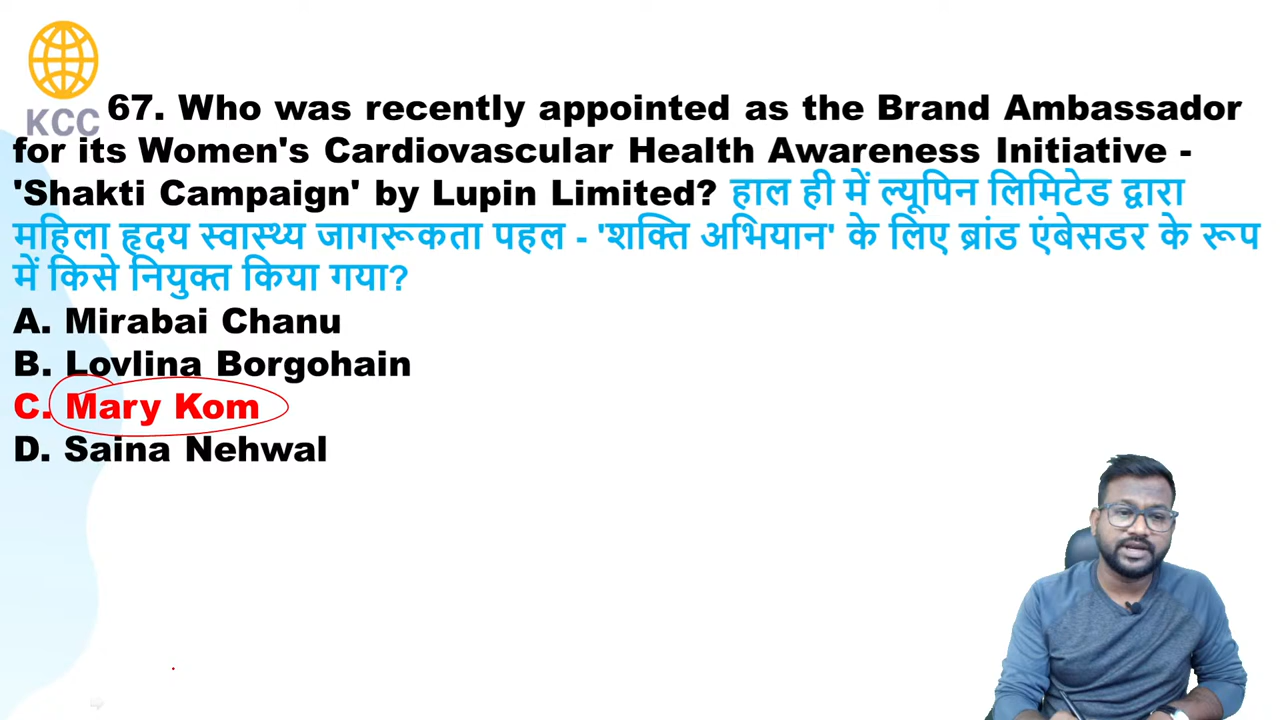 KCC
67. Who was recently appointed as the Brand Ambassador
for its Women's Cardiovascular Health Awareness Initiative -
'Shakti Campaign' by Lupin Limited? हाल ही में ल्यूपिन लिमिटेड द्वारा
महिला हृदय स्वास्थ्य जागरूकता पहल - 'शक्ति अभियान' के लिए ब्रांड एंबेसडर के रूप
में किसे नियुक्त किया गया?
A. Mirabai Chanu
B. Lovlina Borgohain
C. Mary Kom
D. Saina Nehwal